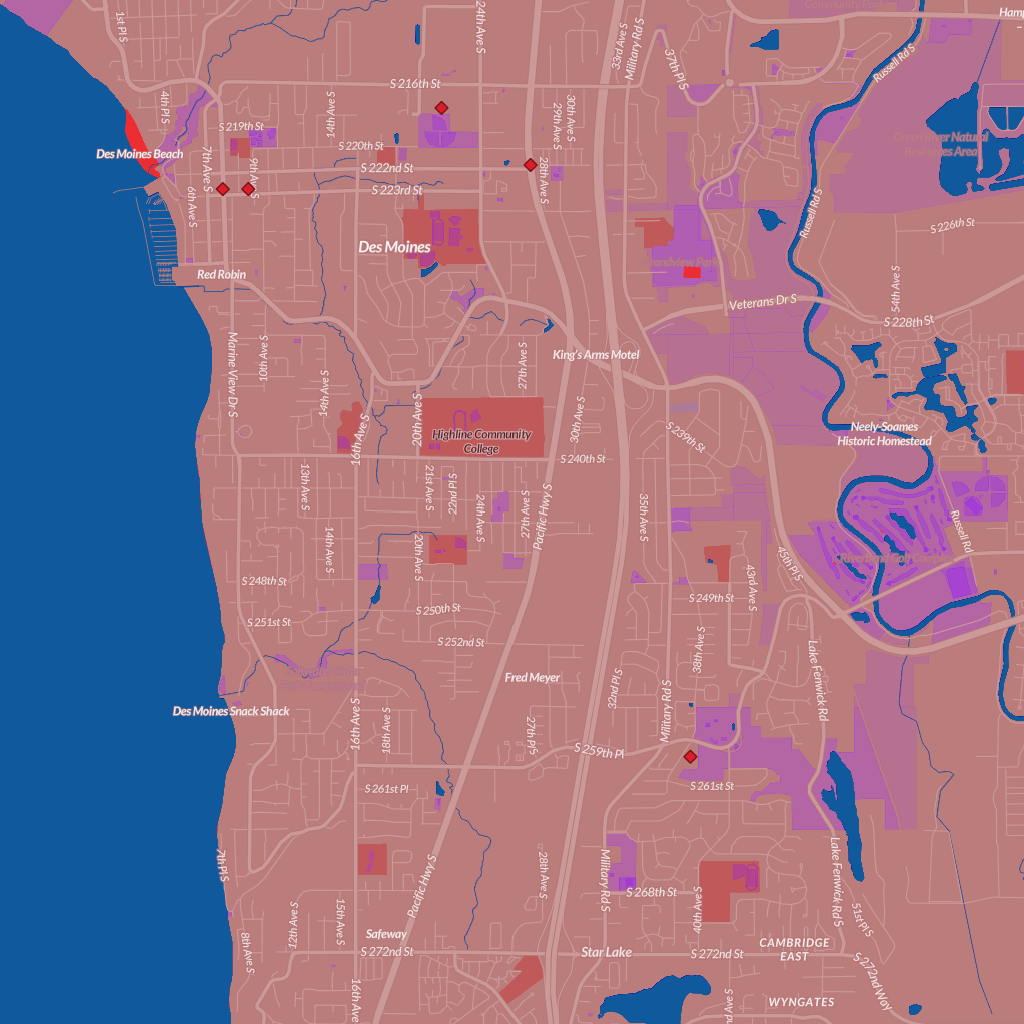 Community Park
24th Ave S
1st Pl S
33rd Ave S
Military Rd S
Russell Rd S
37th Pl S
S 216th St
4th Pl S
14th Ave S
29th Ave S
30th Ave S
S 219th St
Green River Natural
Resources Area
S 220th St
Des Moines Beach
7th Ave S
9th Ave S
S 222nd St
28th Ave S
S 223rd St
6th Ave S
Russell Rd S
S 226th St
Des Moines
Grandview Park
Red Robin
54th Ave S
Veterans Dr S
S 228th St
Marine View Dr S
10th Ave S
27th Ave S
King's Arms Motel
14th Ave S
20th Ave S
30th Ave S
16th Ave S
Highline Community
College
S 239th St
Neely-Soames
Historic Homestead
S 240th St
13th Ave S
21st Ave S
22nd Pl S
24th Ave S
27th Ave S
Pacific Hwy S
35th Ave S
Russell Rd
14th Ave S
20th Ave S
45th Pl S
Riverbend Golf Complex
43rd Ave S
S 248th St
S 249th St
S 250th St
S 251st St
S 252nd St
38th Ave S
Lake Fenwick Rd
Fred Meyer
32nd Pl S
Military Rd S
Des Moines Snack Shack
16th Ave S
18th Ave S
27th Pl S
S 259th Pl
S 261st Pl
S 261st St
7th Pl S
28th Ave S
Military Rd S
Lake Fenwick Rd S
Pacific Hwy S
S 268th St
40th Ave S
51st Pl S
12th Ave S
15th Ave S
8th Ave S
Safeway
S 272nd St
Star Lake
S 272nd St
CAMBRIDGE
EAST
S 272nd Way
16th Ave
WYNGATES